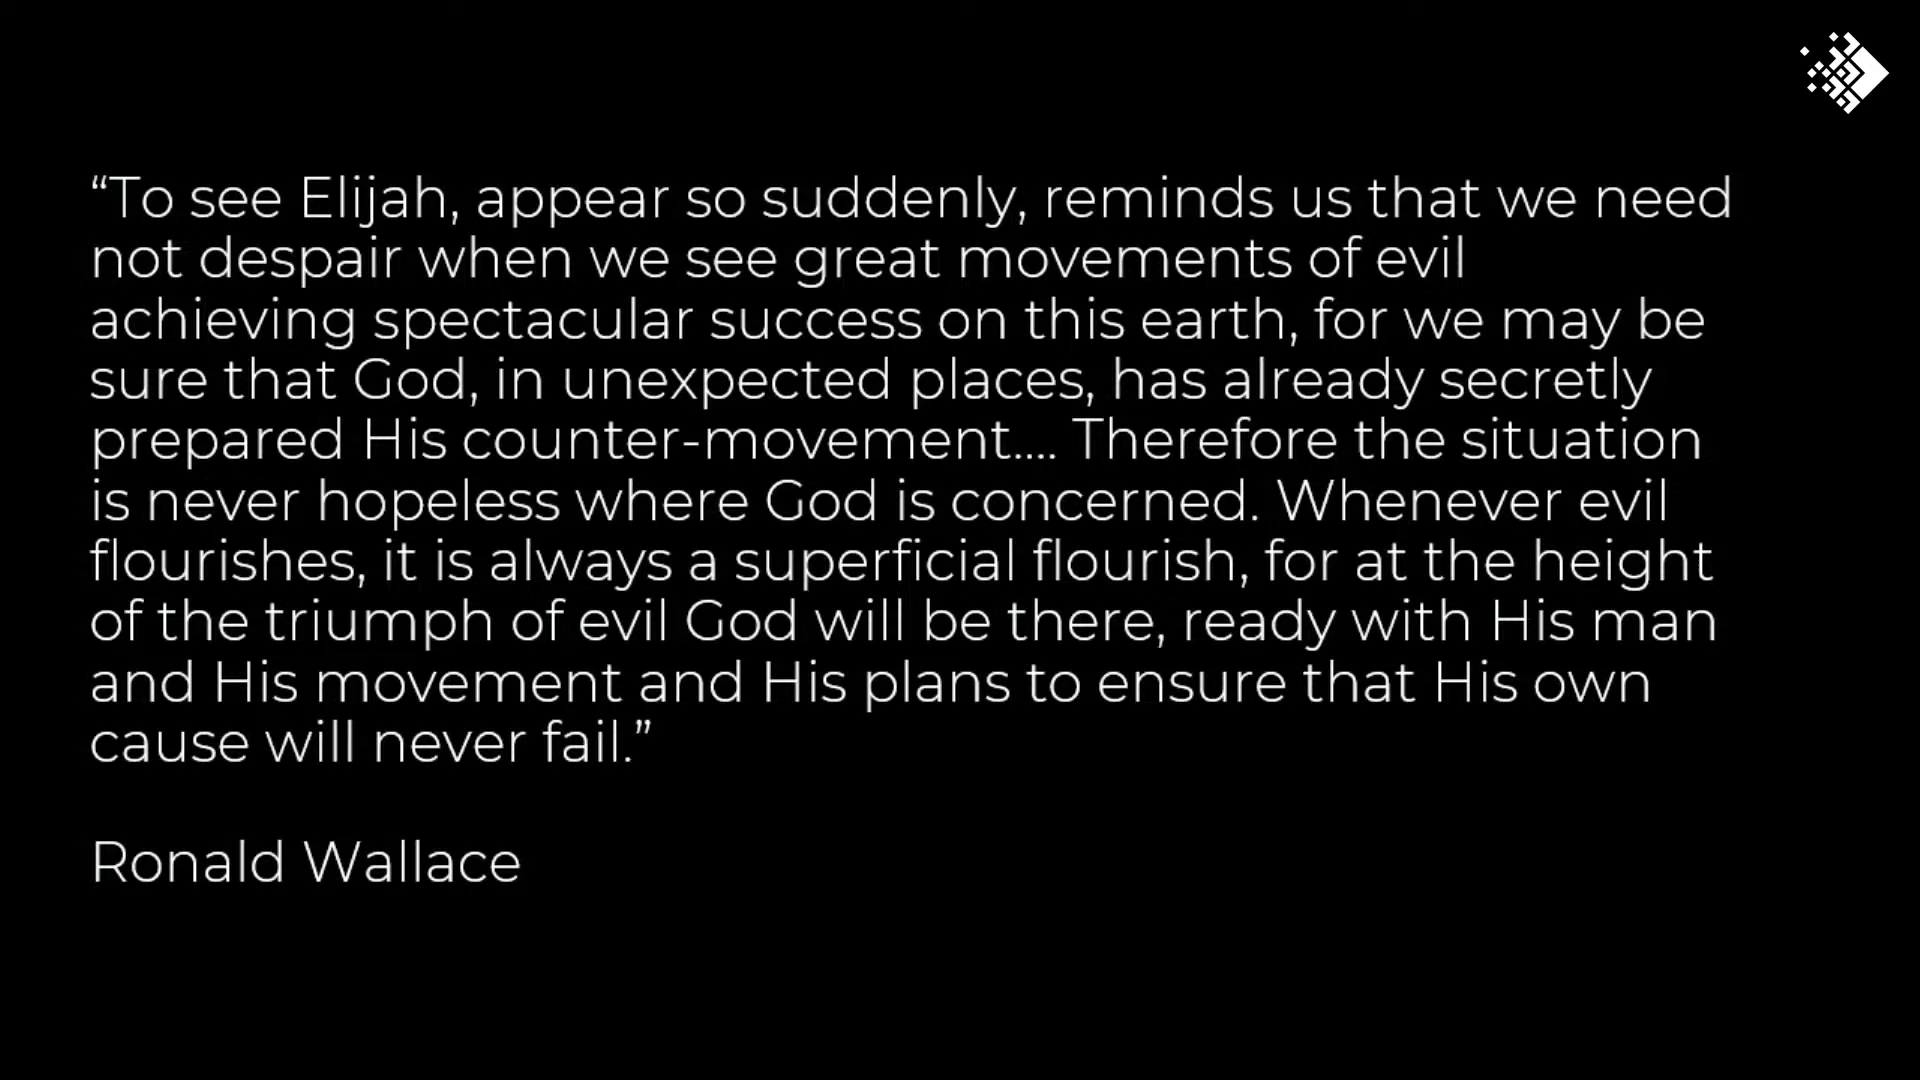 “To see Elijah, appear so suddenly, reminds us that we need
not despair when we see great movements of evil
achieving spectacular success on this earth, for we may be
sure that God, in unexpected places, has already secretly
prepared His counter-movement.... Therefore the situation
is never hopeless where God is concerned. Whenever evil
flourishes, it is always a superficial flourish, for at the height
of the triumph of evil God will be there, ready with His man
and His movement and His plans to ensure that His own
cause will never fail.”
Ronald Wallace